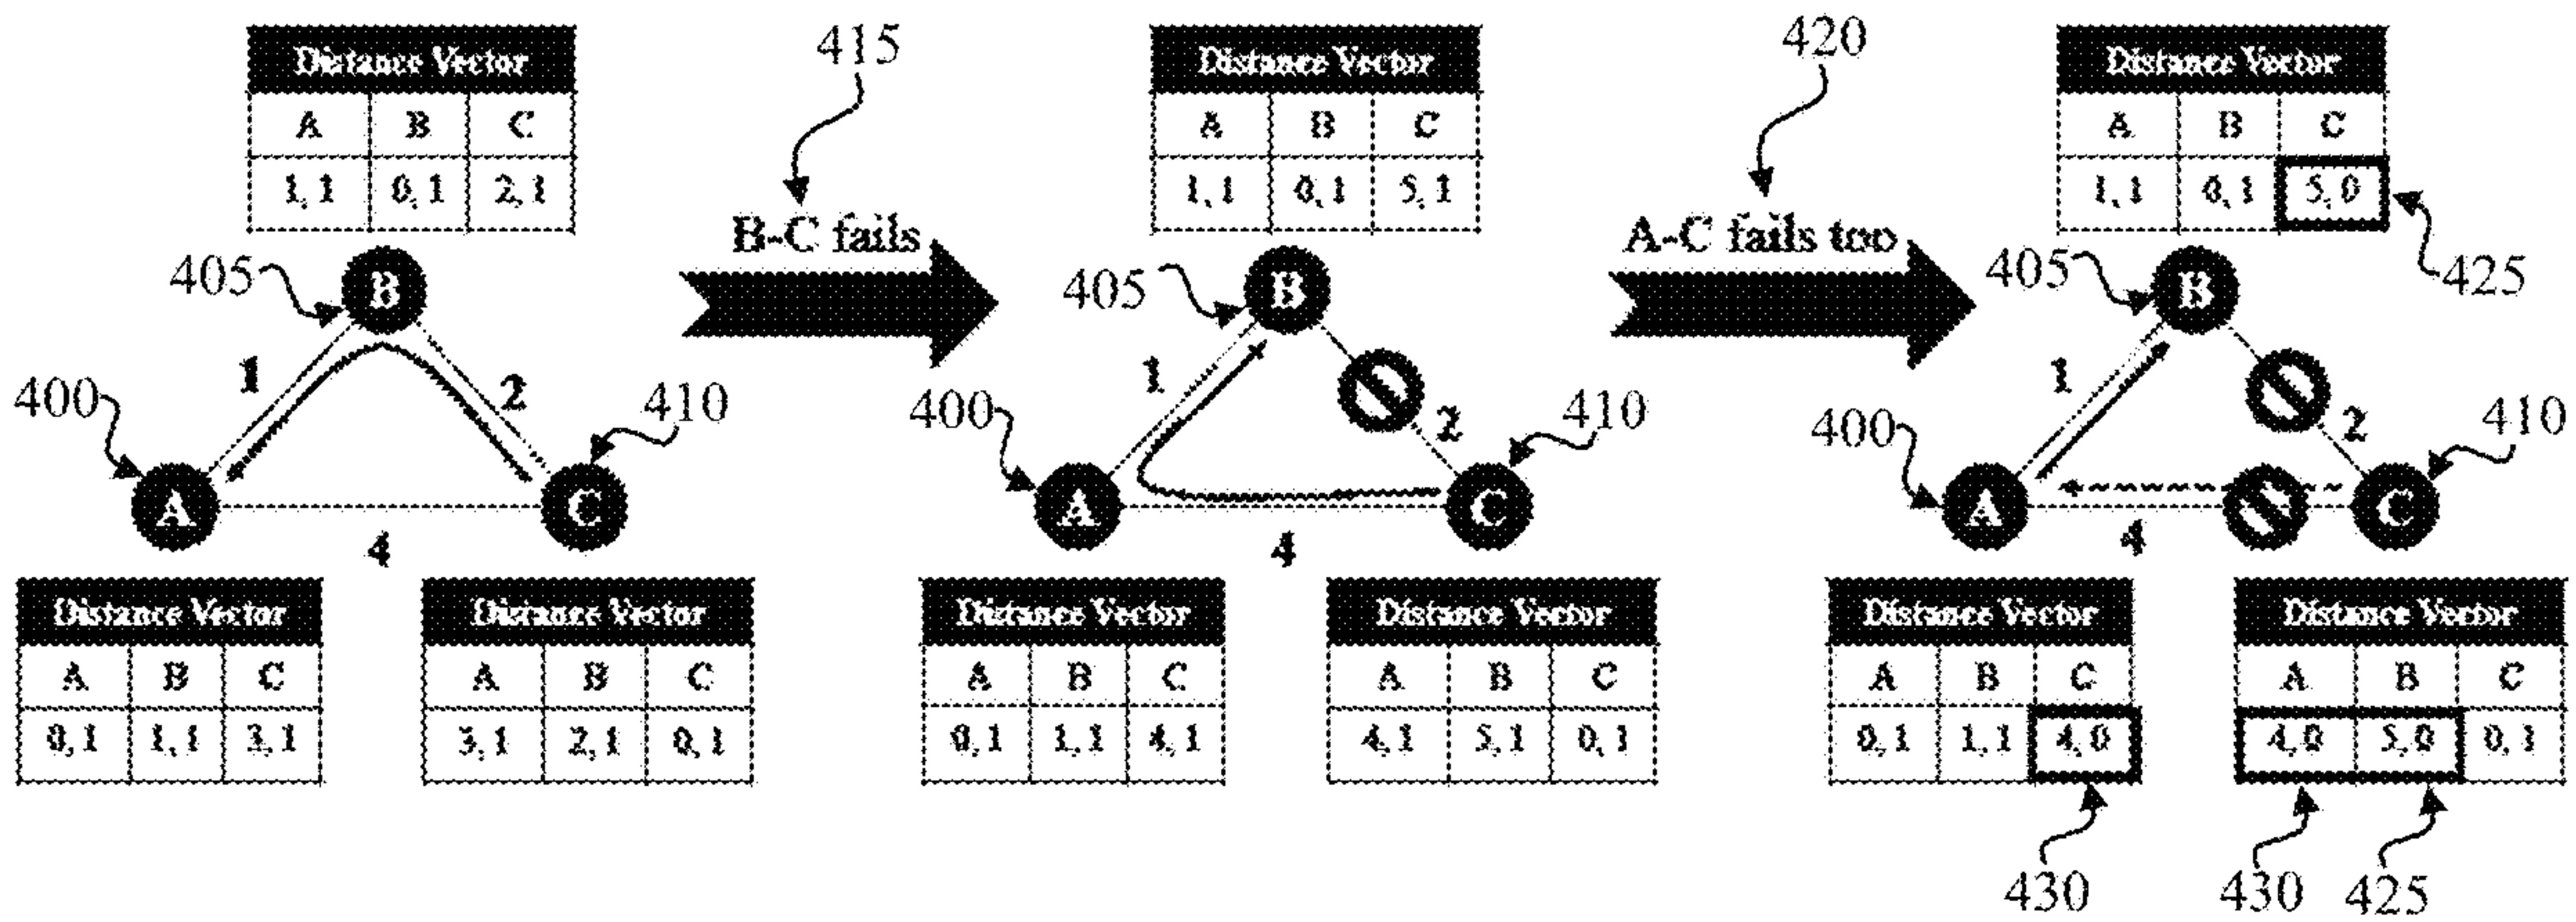 415
420
Distance Vector
A B C
1,1 0,1 2,1
Distance Vector
A B C
1,1 0,1 5,1
Distance Vector
A B C
1,1 0,1 5,0
B-C fails
A-C fails too
425
405
B
405
B
405
B
1
2
400
410
A
C
4
1
2
400
410
A
C
4
1
2
400
410
A
C
4
Distance Vector
A B C
0,1 1,1 3,1
Distance Vector
A B C
3,1 2,1 0,1
Distance Vector
A B C
0,1 1,1 4,1
Distance Vector
A B C
4,1 5,1 0,1
Distance Vector
A B C
0,1 1,1 4,0
Distance Vector
A B C
4,0 5,0 0,1
430
430
425